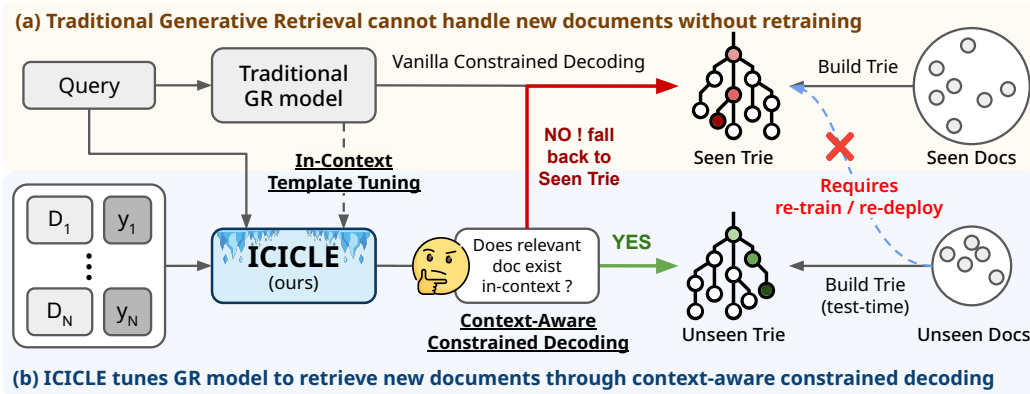 (a) Traditional Generative Retrieval cannot handle new documents without retraining
Query
Traditional
GR model
Vanilla Constrained Decoding
Build Trie
Seen Trie
Seen Docs
NO ! fall
back to
Seen Trie
In-Context
Template Tuning
Requires
re-train / re-deploy
D1
y1
DN
yN
ICICLE
(ours)
Does relevant
doc exist
in-context ?
YES
Context-Aware
Constrained Decoding
Build Trie
(test-time)
Unseen Trie
Unseen Docs
(b) ICICLE tunes GR model to retrieve new documents through context-aware constrained decoding